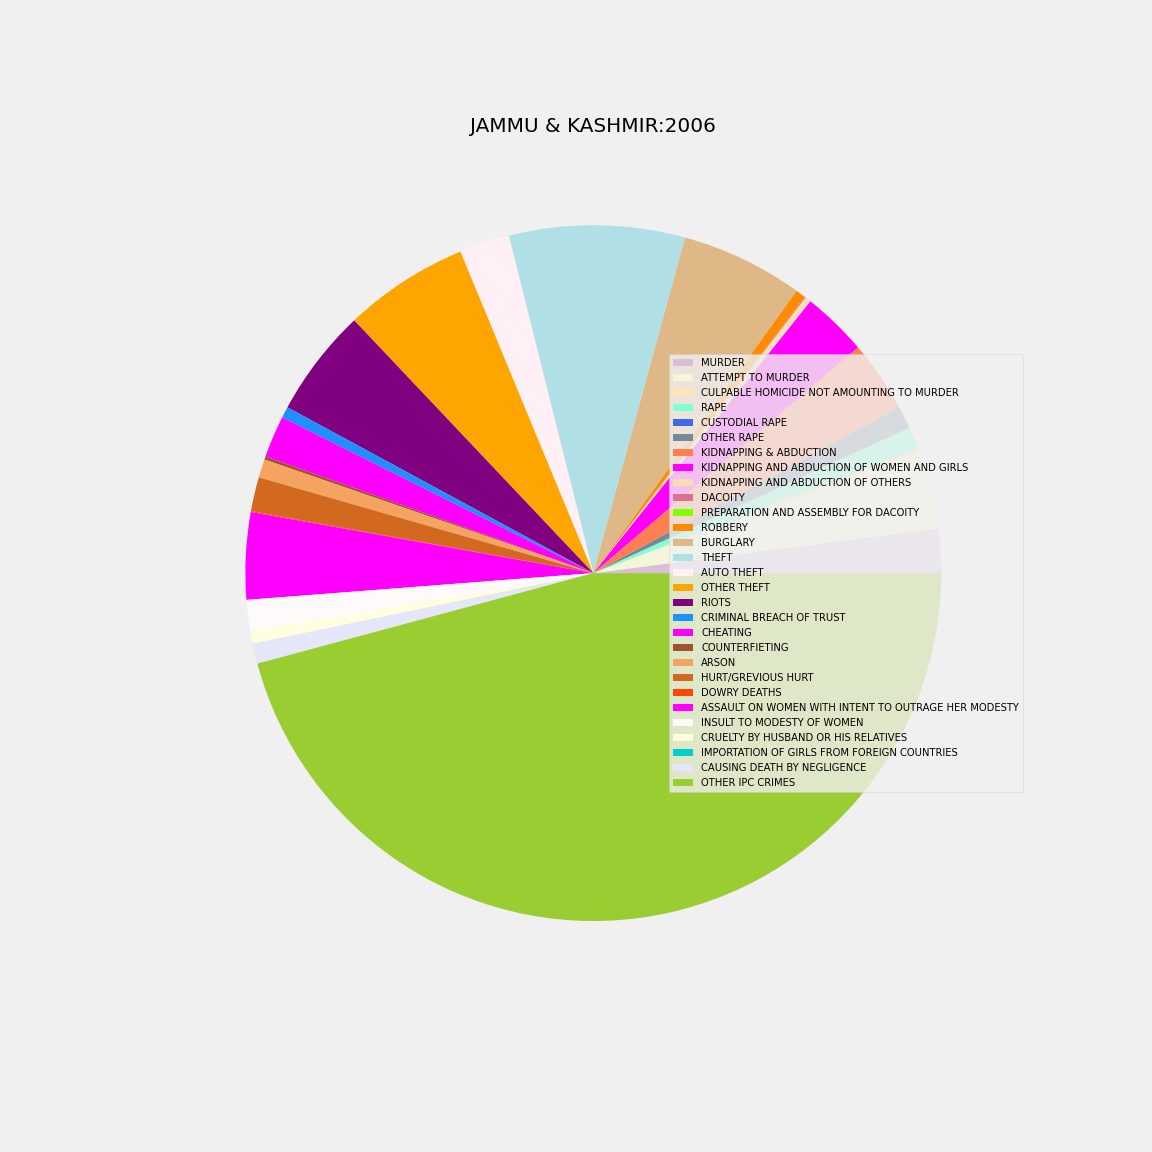 JAMMU & KASHMIR:2006
MURDER
ATTEMPT TO MURDER
CULPABLE HOMICIDE NOT AMOUNTING TO MURDER
RAPE
CUSTODIAL RAPE
OTHER RAPE
KIDNAPPING & ABDUCTION
KIDNAPPING AND ABDUCTION OF WOMEN AND GIRLS
KIDNAPPING AND ABDUCTION OF OTHERS
DACOITY
PREPARATION AND ASSEMBLY FOR DACOITY
ROBBERY
BURGLARY
THEFT
AUTO THEFT
OTHER THEFT
RIOTS
CRIMINAL BREACH OF TRUST
CHEATING
COUNTERFIETING
ARSON
HURT/GREVIOUS HURT
DOWRY DEATHS
ASSAULT ON WOMEN WITH INTENT TO OUTRAGE HER MODESTY
INSULT TO MODESTY OF WOMEN
CRUELTY BY HUSBAND OR HIS RELATIVES
IMPORTATION OF GIRLS FROM FOREIGN COUNTRIES
CAUSING DEATH BY NEGLIGENCE
OTHER IPC CRIMES